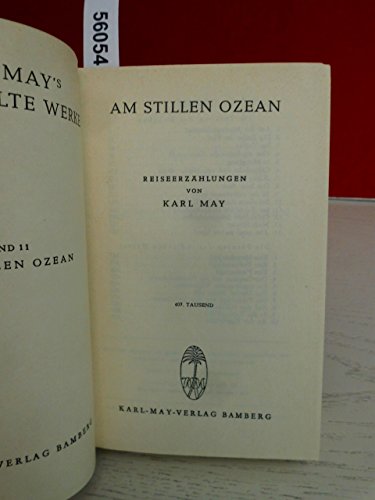 56054
MAY'S
LTE WERKE
ND 11
LEN OZEAN
VERLAG BAMBERG
AM STILLEN OZEAN
REISEERZÄHLUNGEN
VON
KARL MAY
607. TAUSEND
KARL-MAY-VERLAG BAMBERG